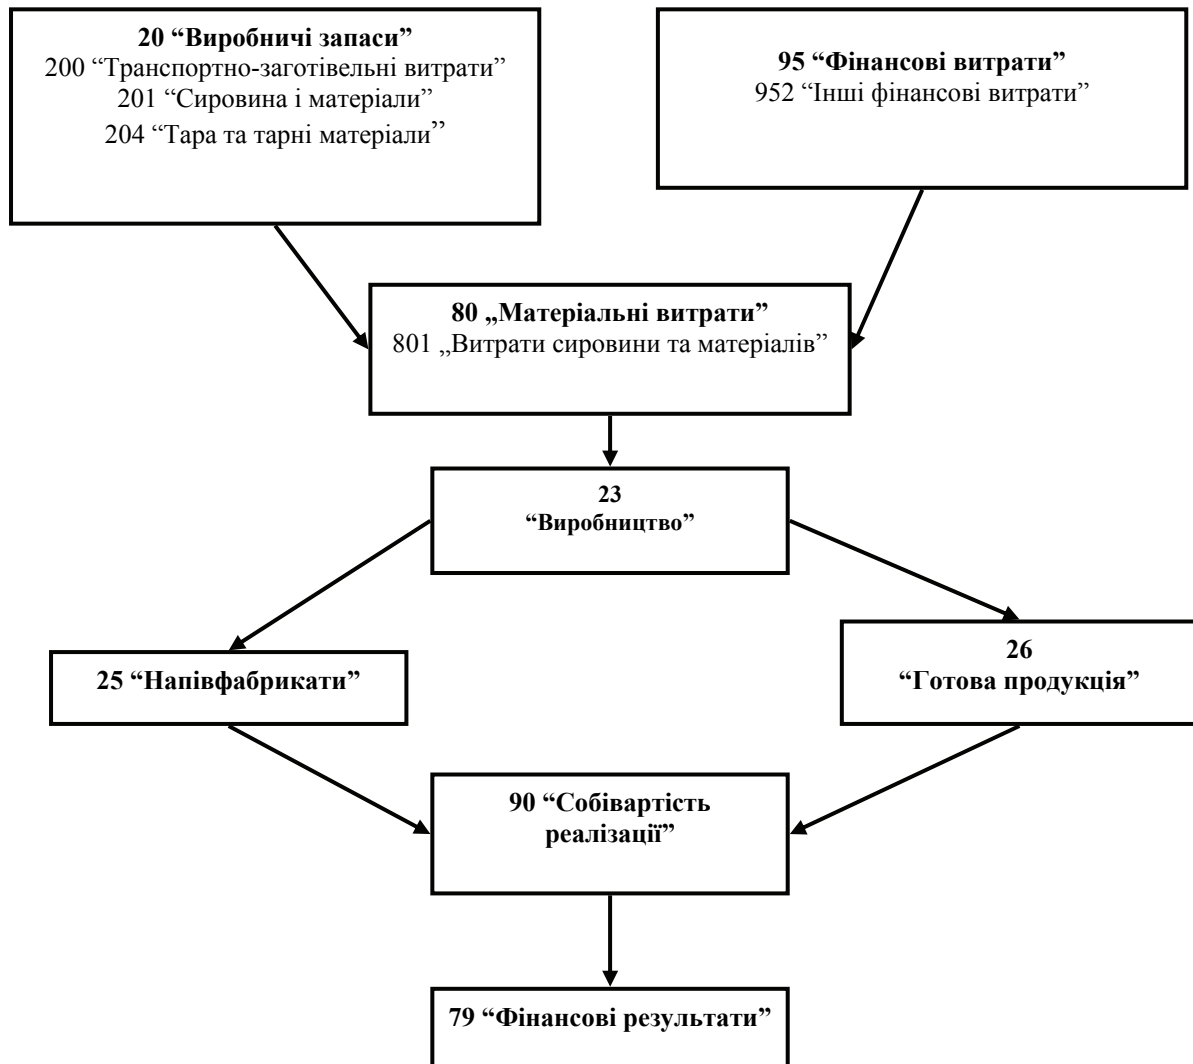 20 “Виробничі запаси”
200 “Транспортно-заготівельні витрати”
201 “Сировина і матеріали”
204 “Тара та тарні матеріали”
95 “Фінансові витрати”
952 “Інші фінансові витрати”
80 „Матеріальні витрати”
801 „Витрати сировини та матеріалів”
23
“Виробництво”
25 “Напівфабрикати”
26
“Готова продукція”
90 “Собівартість
реалізації”
79 “Фінансові результати”